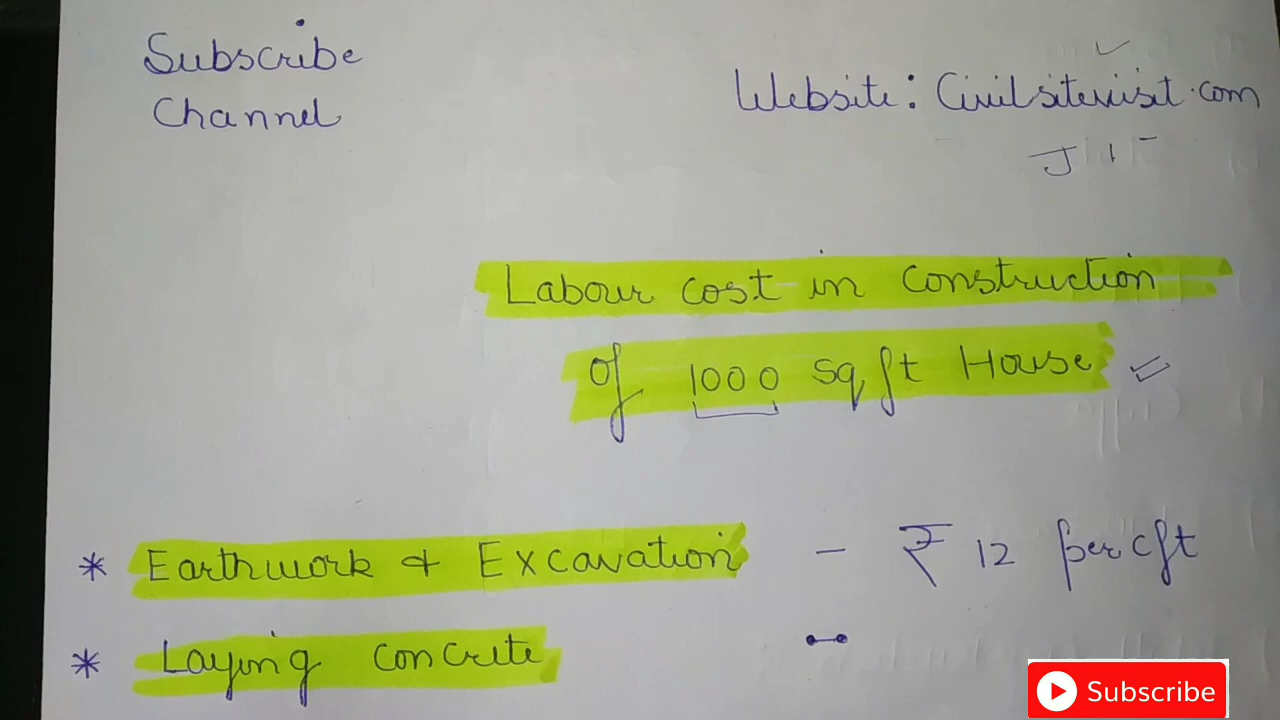 Subscribe
Channel
Website: Civilsitevisit.com
Labour cost in construction
of 1000 sq ft House
* Earthwork & Excavation - ₹ 12 per cft
* Laying concrete
Subscribe